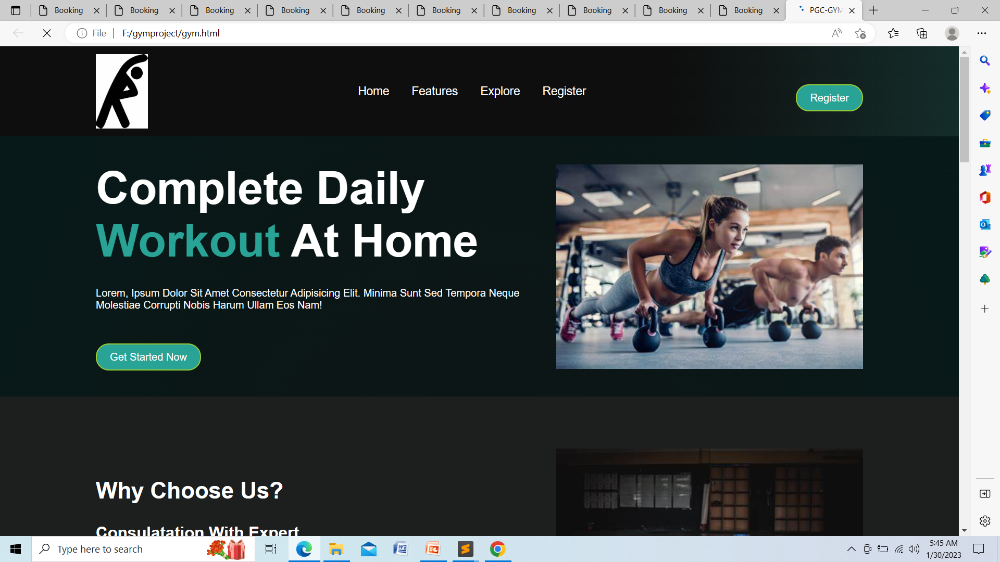 Booking
Booking
Booking
Booking
Booking
Booking
Booking
Booking
Booking
Booking
PGC-GYM
File
F:/gymproject/gym.html
Home
Features
Explore
Register
Register
Complete Daily
Workout At Home
Lorem, Ipsum Dolor Sit Amet Consectetur Adipisicing Elit. Minima Sunt Sed Tempora Neque
Molestiae Corrupti Nobis Harum Ullam Eos Nam!
Get Started Now
Why Choose Us?
Consulatation With Expert
Type here to search
5:45 AM
1/30/2023